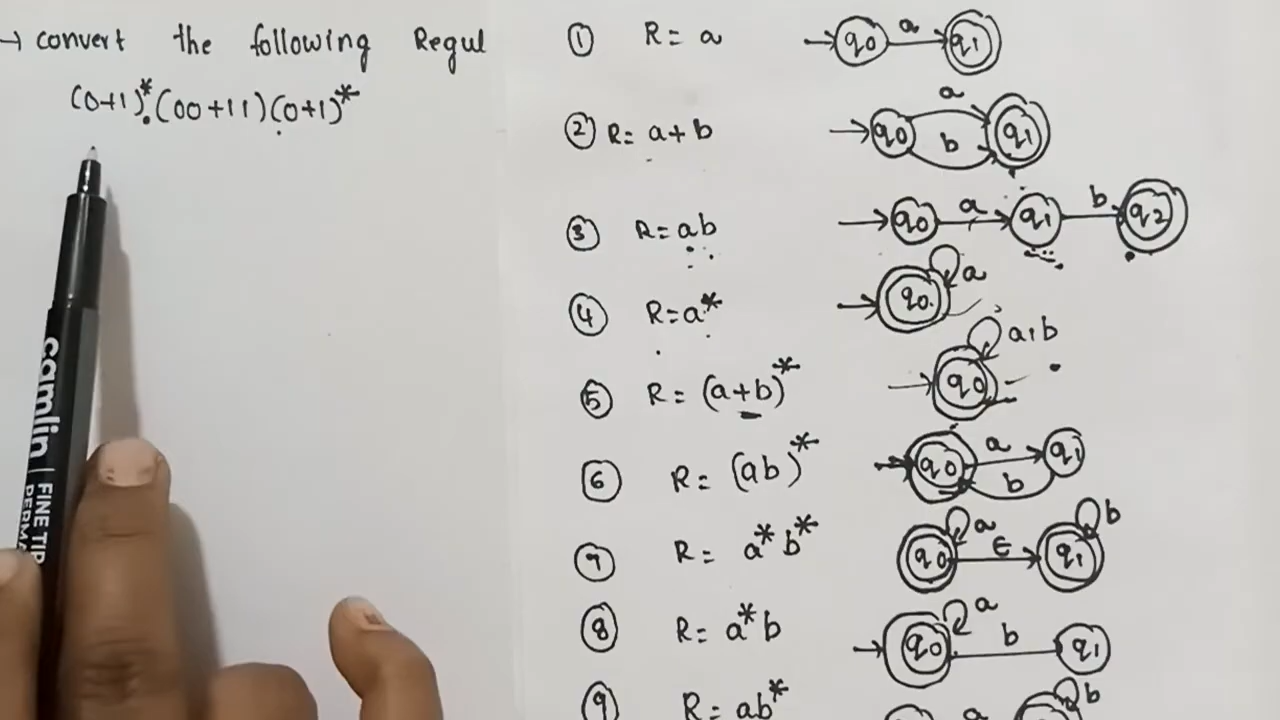 → convert the following Regul
(0+1)*.(00+11)(0+1)*
① R = a q0 a q1
② R = a + b q0 a b q1
③ R = ab q0 a q1 b q2
④ R = a* q0 a
⑤ R = (a+b)* q0 a,b
⑥ R = (ab)* q0 a b q1
⑦ R = a* b* q0 a ε q1 b
⑧ R = a* b q0 a b q1
⑨ R = ab* a b
camlin FINE TIP